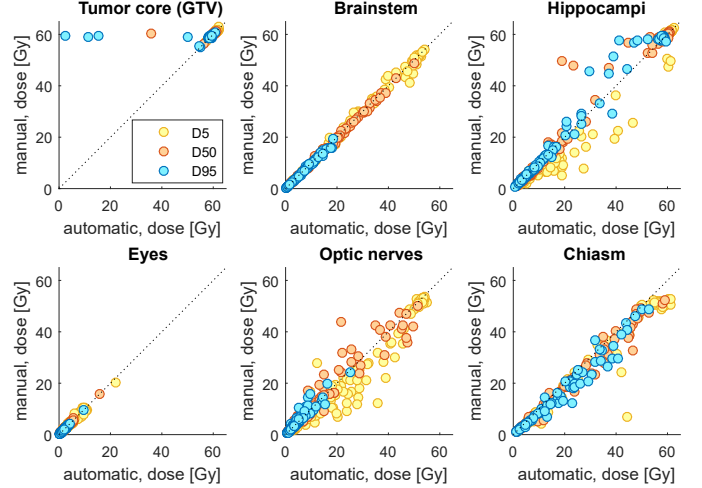 Tumor core (GTV)
Brainstem
Hippocampi
manual, dose [Gy]
60
40
20
0
D5
D50
D95
0 20 40 60
automatic, dose [Gy]
manual, dose [Gy]
60
40
20
0
0 20 40 60
automatic, dose [Gy]
manual, dose [Gy]
60
40
20
0
0 20 40 60
automatic, dose [Gy]
Eyes
Optic nerves
Chiasm
manual, dose [Gy]
60
40
20
0
0 20 40 60
automatic, dose [Gy]
manual, dose [Gy]
60
40
20
0
0 20 40 60
automatic, dose [Gy]
manual, dose [Gy]
60
40
20
0
0 20 40 60
automatic, dose [Gy]